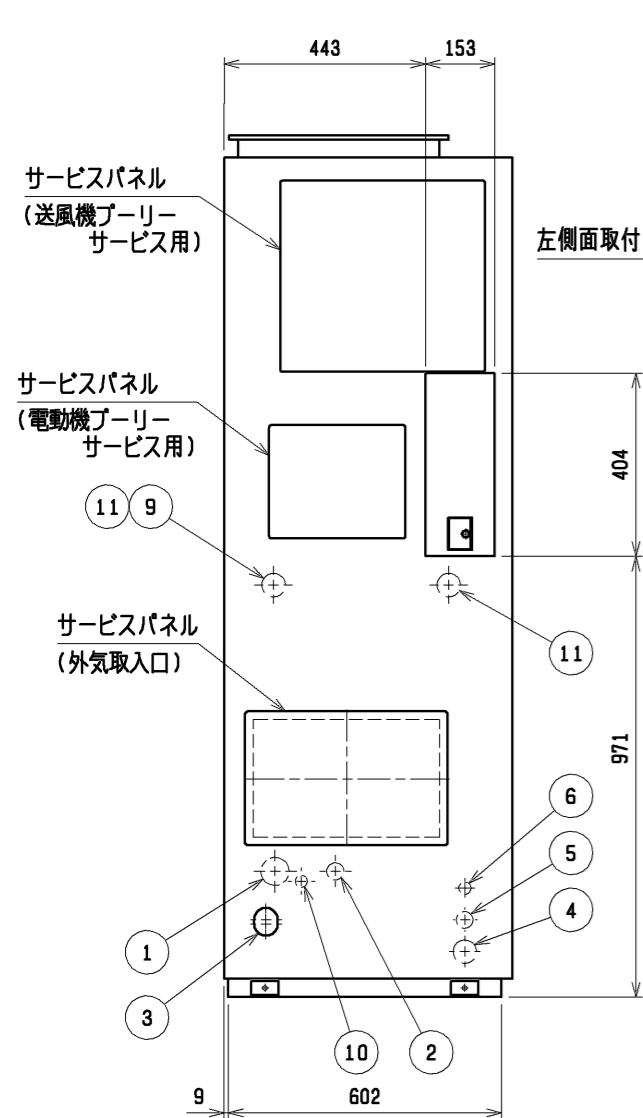 443
153
サービスパネル
(送風機プーリー
サービス用)
左側面取付
サービスパネル
(電動機プーリー
サービス用)
404
11 9
サービスパネル
(外気取入口)
11
971
6
5
4
1
3
10
2
9
602